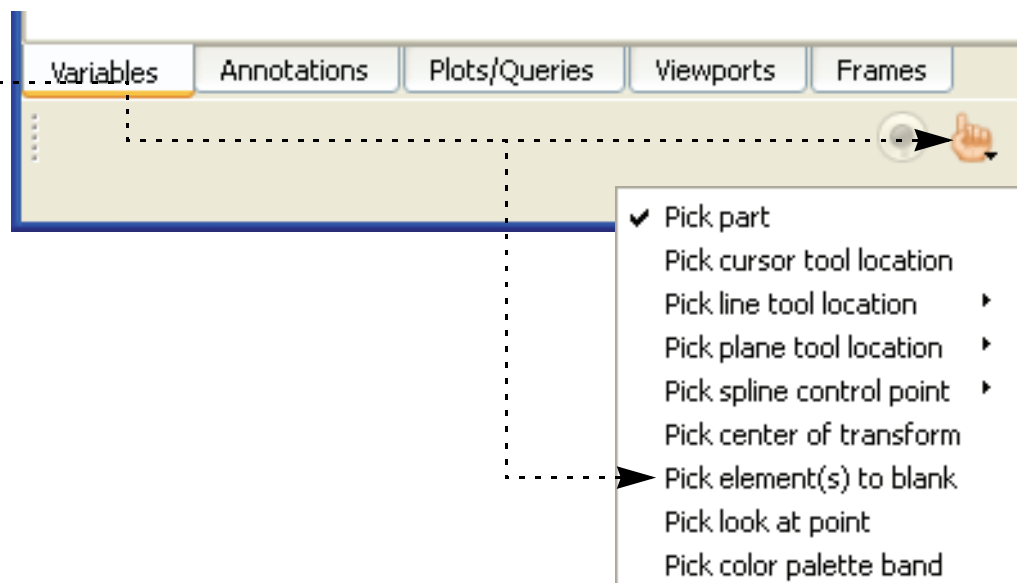 Variables Annotations Plots/Queries Viewports Frames
Pick part
Pick cursor tool location
Pick line tool location
Pick plane tool location
Pick spline control point
Pick center of transform
Pick element(s) to blank
Pick look at point
Pick color palette band